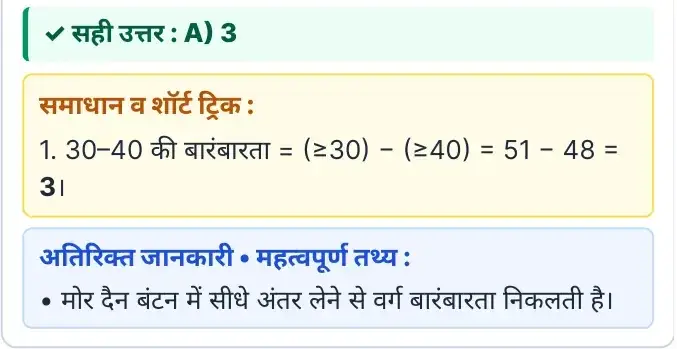 ✓ सही उत्तर : A) 3
समाधान व शॉर्ट ट्रिक :
1. 30–40 की बारंबारता = (≥30) − (≥40) = 51 − 48 =
3।
अतिरिक्त जानकारी • महत्वपूर्ण तथ्य :
• मोर दैन बंटन में सीधे अंतर लेने से वर्ग बारंबारता निकलती है।